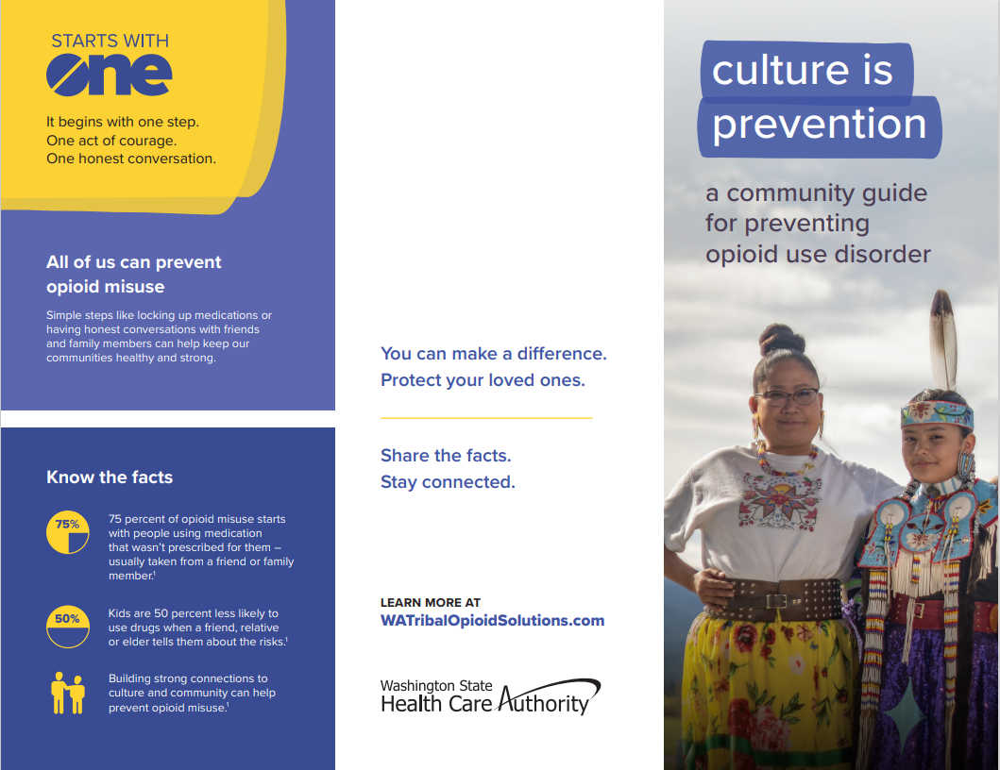 STARTS WITH
one
It begins with one step.
One act of courage.
One honest conversation.
All of us can prevent
opioid misuse
Simple steps like locking up medications or
having honest conversations with friends
and family members can help keep our
communities healthy and strong.
Know the facts
75%
75 percent of opioid misuse starts
with people using medication
that wasn’t prescribed for them –
usually taken from a friend or family
member.¹
50%
Kids are 50 percent less likely to
use drugs when a friend, relative
or elder tells them about the risks.¹
Building strong connections to
culture and community can help
prevent opioid misuse.¹
You can make a difference.
Protect your loved ones.
Share the facts.
Stay connected.
LEARN MORE AT
WATribalOpioidSolutions.com
Washington State
Health Care Authority
culture is
prevention
a community guide
for preventing
opioid use disorder